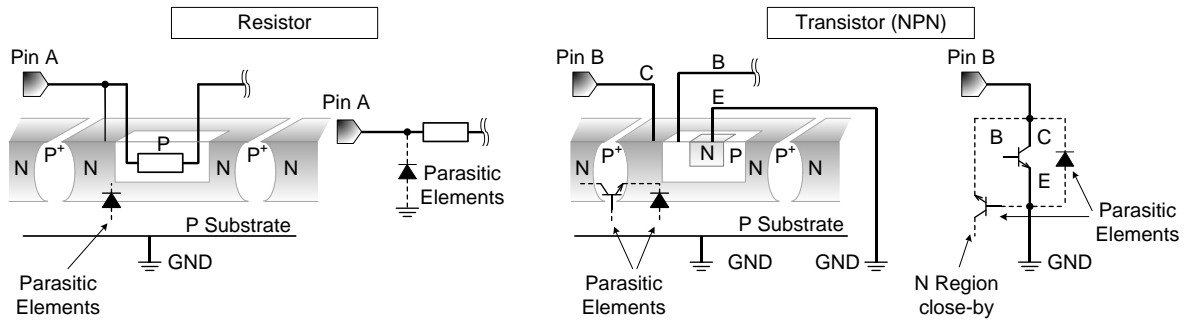 Resistor
Transistor (NPN)
Pin A
Pin A
N
P+
N
P
N
P+
N
Parasitic
Elements
P Substrate
GND
Parasitic
Elements
Pin B
C
B
E
N
P+
N
N
P
P+
N
P Substrate
GND
GND
Parasitic
Elements
Pin B
B
C
E
Parasitic
Elements
GND
N Region
close-by